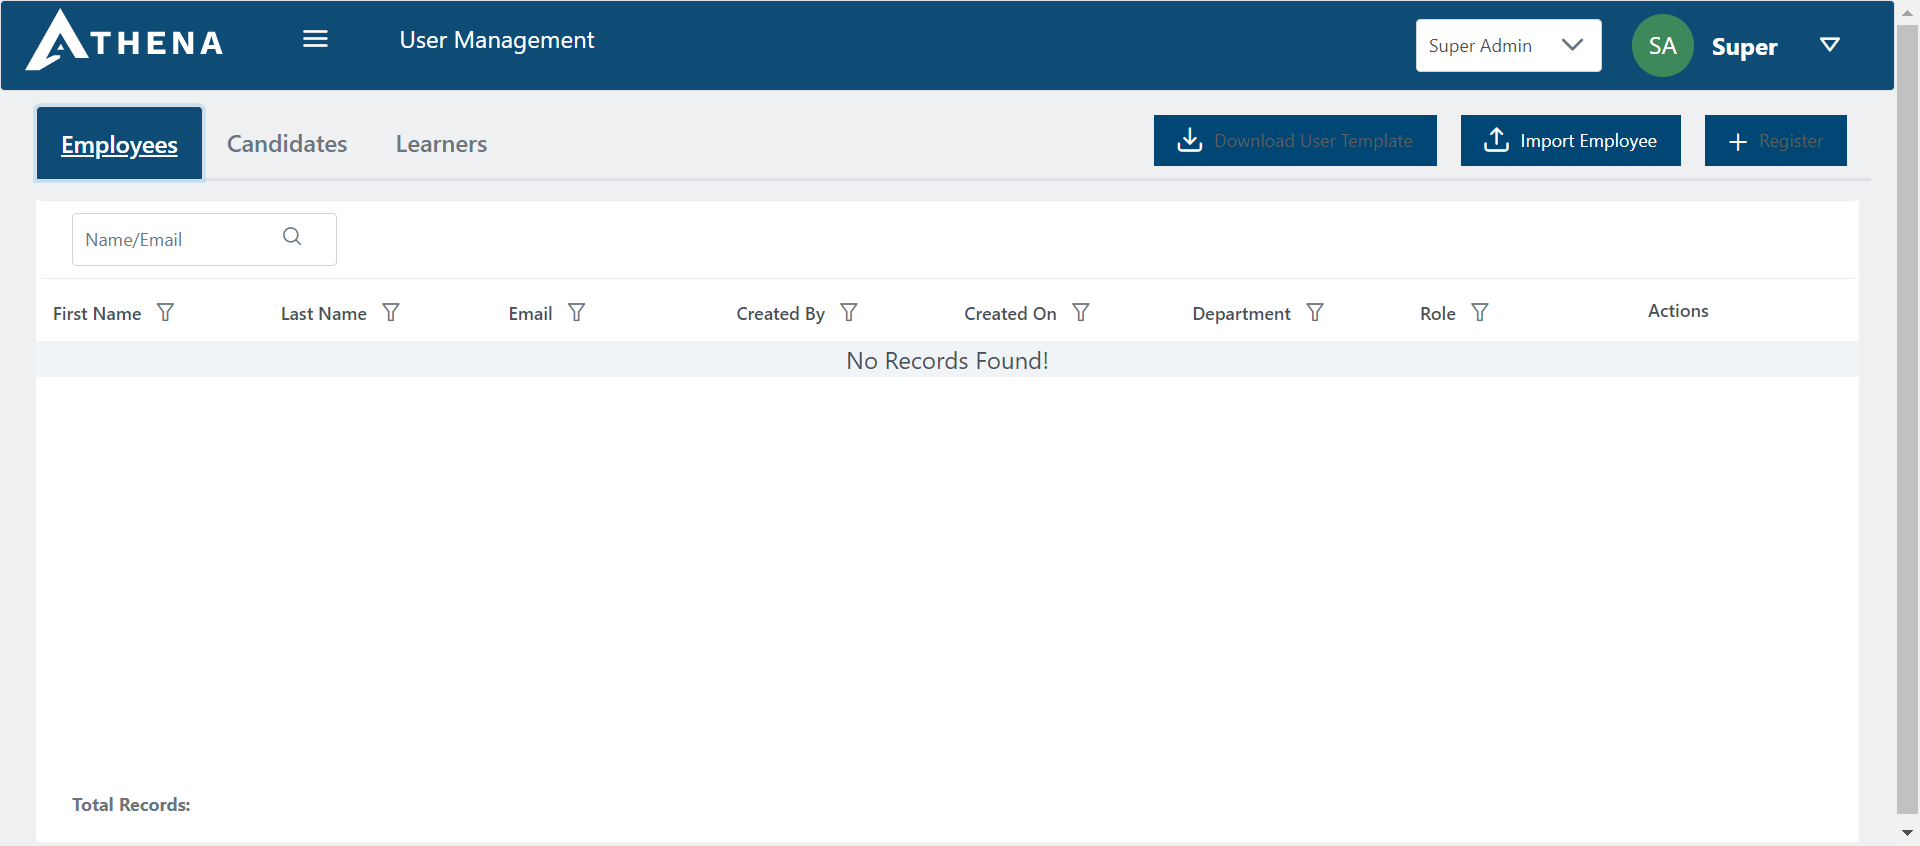 ATHENA
User Management
Super Admin
SA
Super
Employees
Candidates
Learners
Download User Template
Import Employee
Register
Name/Email
First Name
Last Name
Email
Created By
Created On
Department
Role
Actions
No Records Found!
Total Records: